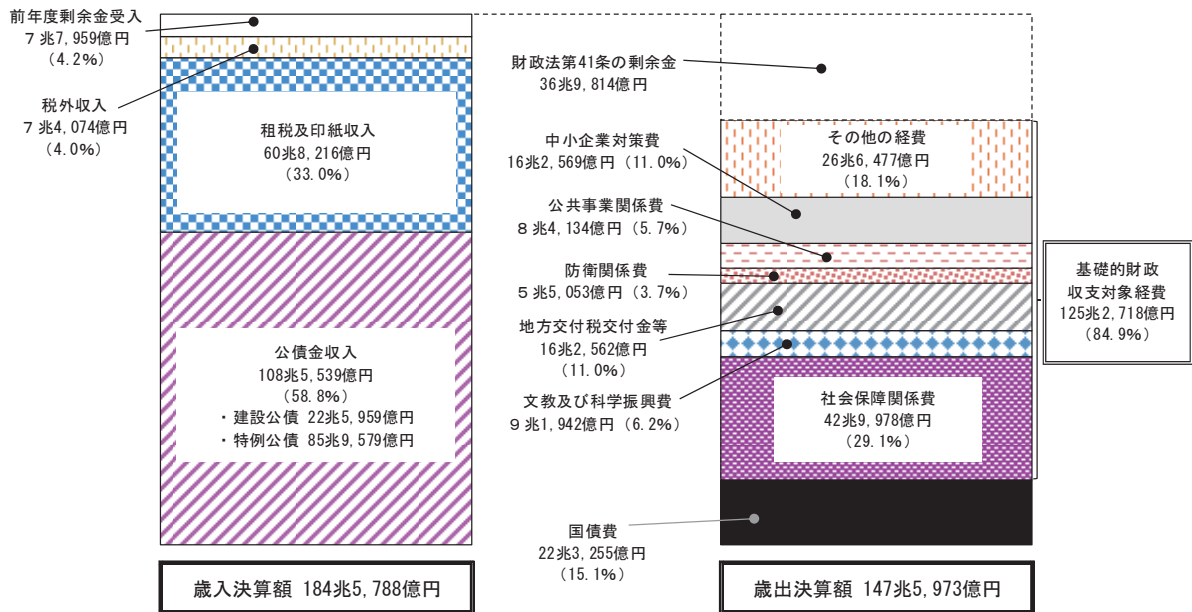 前年度剰余金受入
7兆7,959億円
（4.2%）
税外収入
7兆4,074億円
（4.0%）
租税及印紙収入
60兆8,216億円
（33.0%）
公債金収入
108兆5,539億円
（58.8%）
・建設公債 22兆5,959億円
・特例公債 85兆9,579億円
歳入決算額 184兆5,788億円
財政法第41条の剰余金
36兆9,814億円
中小企業対策費
16兆2,569億円（11.0%）
公共事業関係費
8兆4,134億円（5.7%）
防衛関係費
5兆5,053億円（3.7%）
地方交付税交付金等
16兆2,562億円
（11.0%）
文教及び科学振興費
9兆1,942億円（6.2%）
国債費
22兆3,255億円
（15.1%）
その他の経費
26兆6,477億円
（18.1%）
社会保障関係費
42兆9,978億円
（29.1%）
歳出決算額 147兆5,973億円
基礎的財政
収支対象経費
125兆2,718億円
（84.9%）